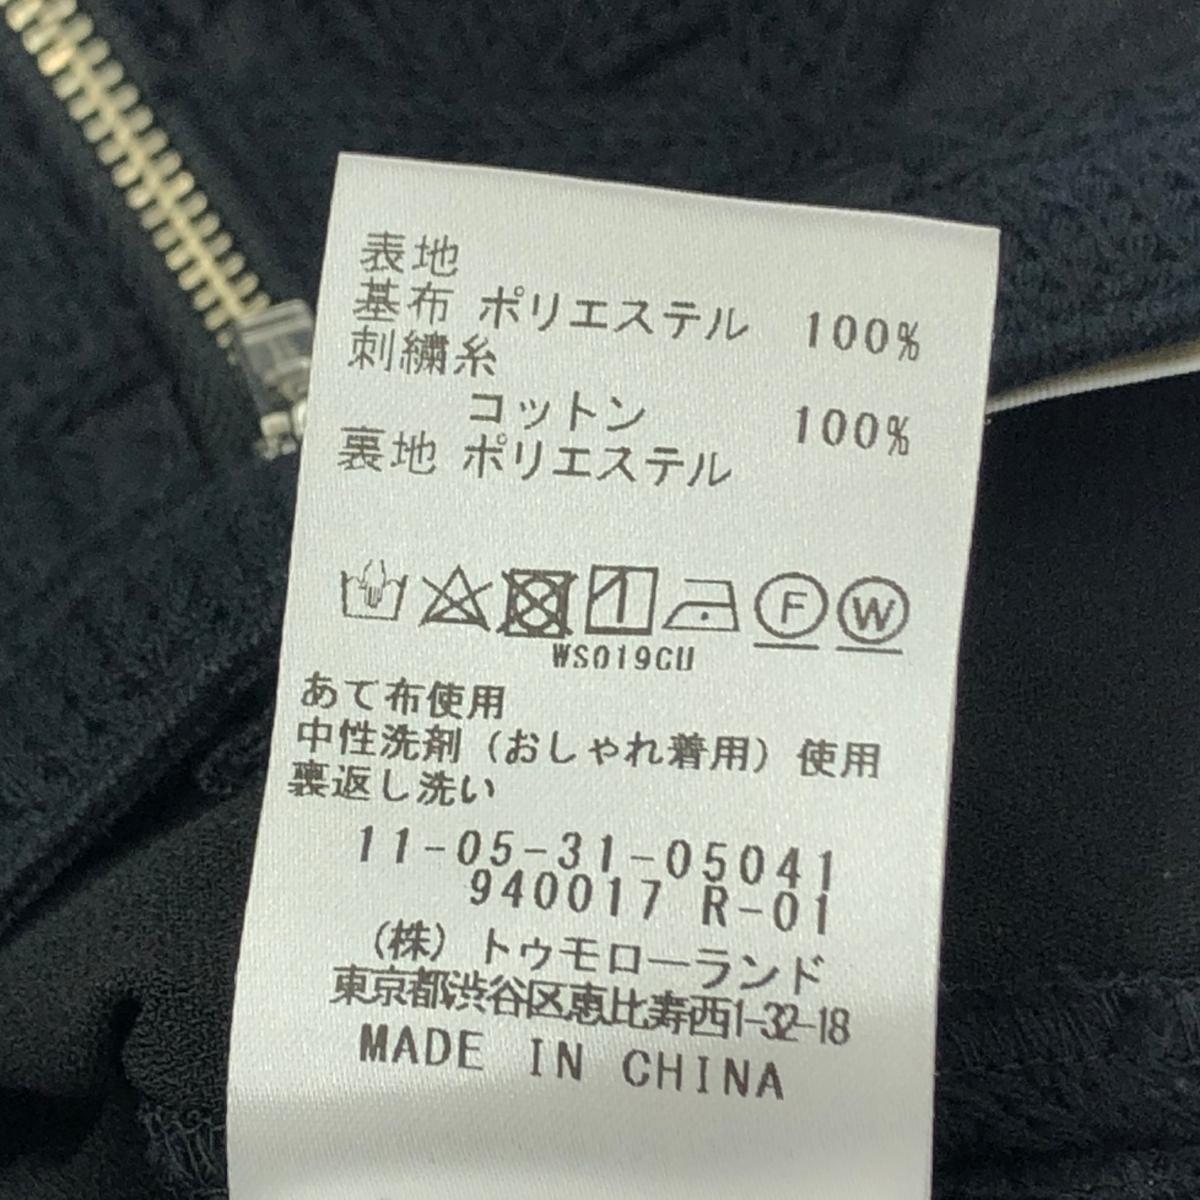 表地
基布 ポリエステル 100%
刺繍糸
コットン 100%
裏地 ポリエステル
F W
WS019CU
あて布使用
中性洗剤（おしゃれ着用）使用
裏返し洗い
11-05-31-05041
940017 R-01
（株）トゥモローランド
東京都渋谷区恵比寿西1-32-18
MADE IN CHINA